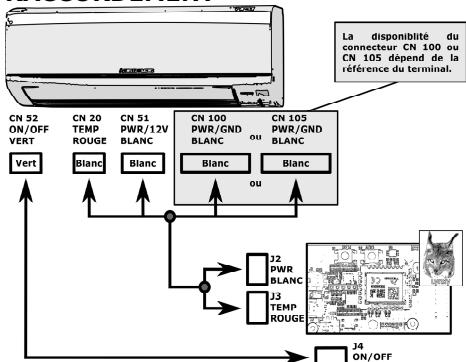 RACCORDEMENT
La disponiblité du
connecteur CN 100 ou
CN 105 dépend de la
référence du terminal.
CN 52
ON/OFF
VERT
CN 20
TEMP
ROUGE
CN 51
PWR/12V
BLANC
CN 100
PWR/GND
BLANC
ou
CN 105
PWR/GND
BLANC
Vert
Blanc
Blanc
Blanc
Blanc
ou
J2
PWR
BLANC
J3
TEMP
ROUGE
J4
ON/OFF